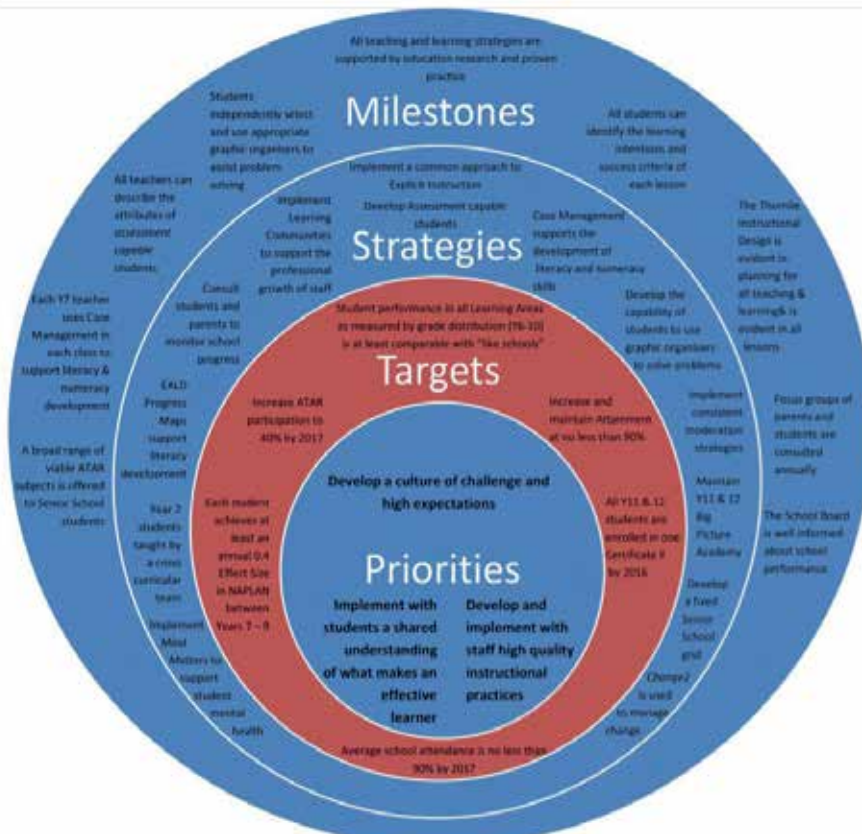 All teaching and learning strategies are
supported by education research and proven
practice
Milestones
Students
independently select
and use appropriate
graphic organisers to
assist problem
solving
All students can
identify the learning
intentions and
success criteria of
each lesson
All teachers can
describe the
attributes of
assessment
capable
students
The Thornlie
Instructional
Design is
evident in
planning for
all teaching &
learning& is
evident in all
lessons
Each Y7 teacher
uses Case
Management in
each class to
support literacy &
numeracy
development
Focus groups of
parents and
students are
consulted
annually
A broad range of
viable ATAR
subjects is offered
to Senior School
students
The School Board
is well informed
about school
performance
Implement a common approach to
Explicit Instruction
Develop Assessment capable
students
Strategies
Implement
Learning
Communities
to support the
professional
growth of staff
Case Management
supports the
development of
literacy and numeracy
skills
Consult
students and
parents to
monitor school
progress
Develop the
capability of
students to use
graphic organisers
to solve problems
EALD
Progress
Maps
support
literacy
development
Implement
consistent
moderation
strategies
Year 7
students
taught by
a cross
curricular
team
Maintain
Y11 & 12
Big
Picture
Academy
Implement
Mind
Matters to
support
student
mental
health
Develop
a fixed
Senior
School
grid
Change2
is used
to manage
change
Student performance in all Learning Areas
as measured by grade distribution (Y8-10)
is at least comparable with "like schools"
Targets
Increase ATAR
participation to
40% by 2017
Increase and
maintain Attainment
at no less than 90%
Each student
achieves at
least an
annual 0.4
Effect Size
in NAPLAN
between
Years 7 – 9
All Y11 & 12
students are
enrolled in one
Certificate II
by 2016
Average school attendance is no less than
90% by 2017
Develop a culture of challenge and
high expectations
Priorities
Implement with
students a shared
understanding
of what makes an
effective
learner
Develop and
implement with
staff high quality
instructional
practices